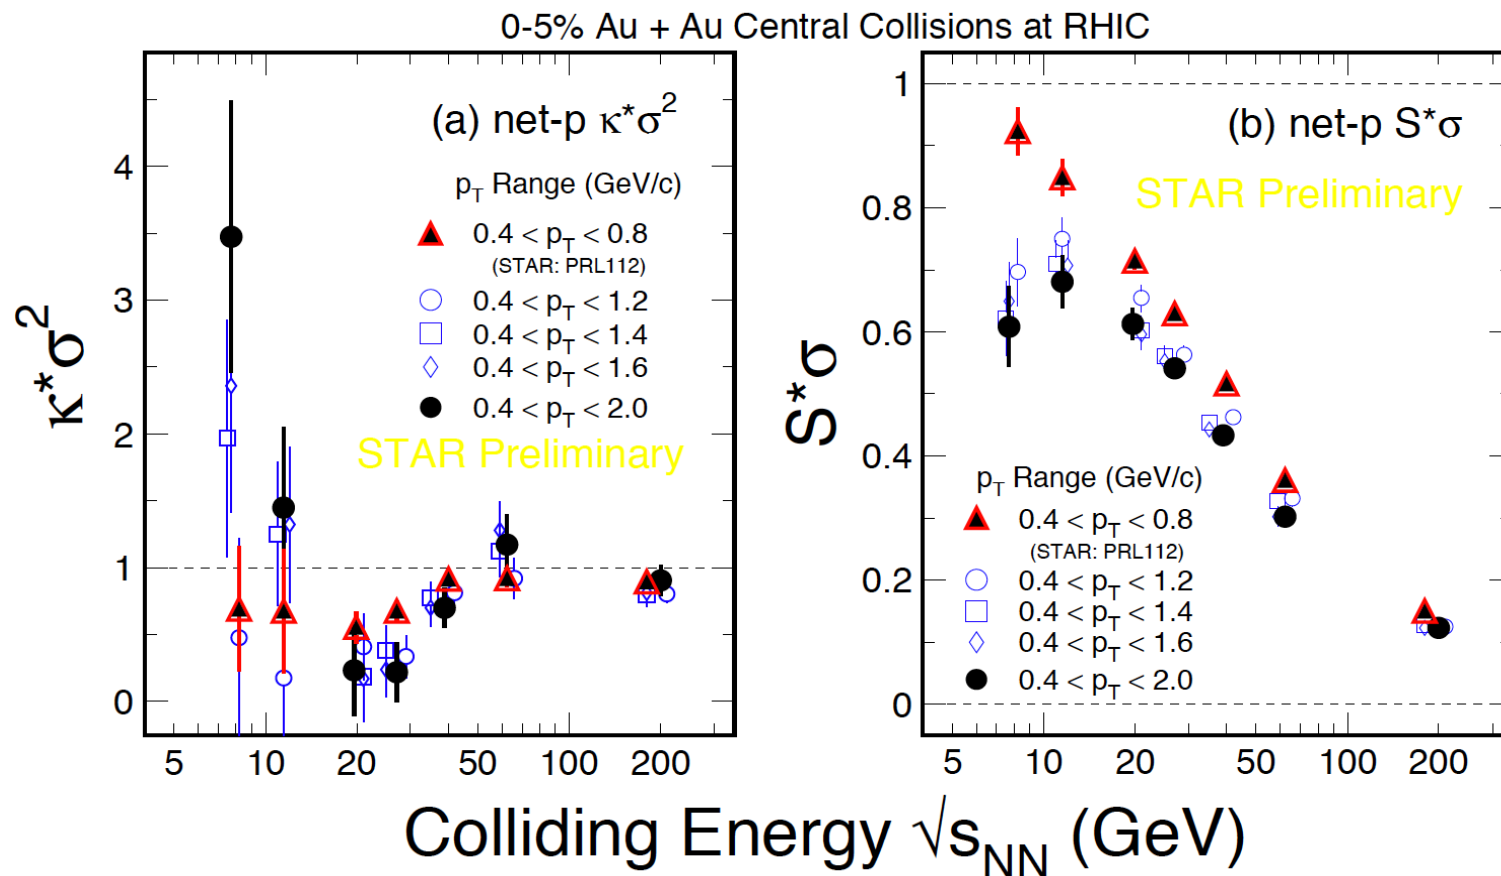 0-5% Au + Au Central Collisions at RHIC
(a) net-p κ*σ²
p_T Range (GeV/c)
0.4 < p_T < 0.8
(STAR: PRL112)
0.4 < p_T < 1.2
0.4 < p_T < 1.4
0.4 < p_T < 1.6
0.4 < p_T < 2.0
STAR Preliminary
κ*σ²
4
3
2
1
0
5 10 20 50 100 200
(b) net-p S*σ
STAR Preliminary
S*σ
1
0.8
0.6
0.4
0.2
0
p_T Range (GeV/c)
0.4 < p_T < 0.8
(STAR: PRL112)
0.4 < p_T < 1.2
0.4 < p_T < 1.4
0.4 < p_T < 1.6
0.4 < p_T < 2.0
5 10 20 50 100 200
Colliding Energy √s_NN (GeV)